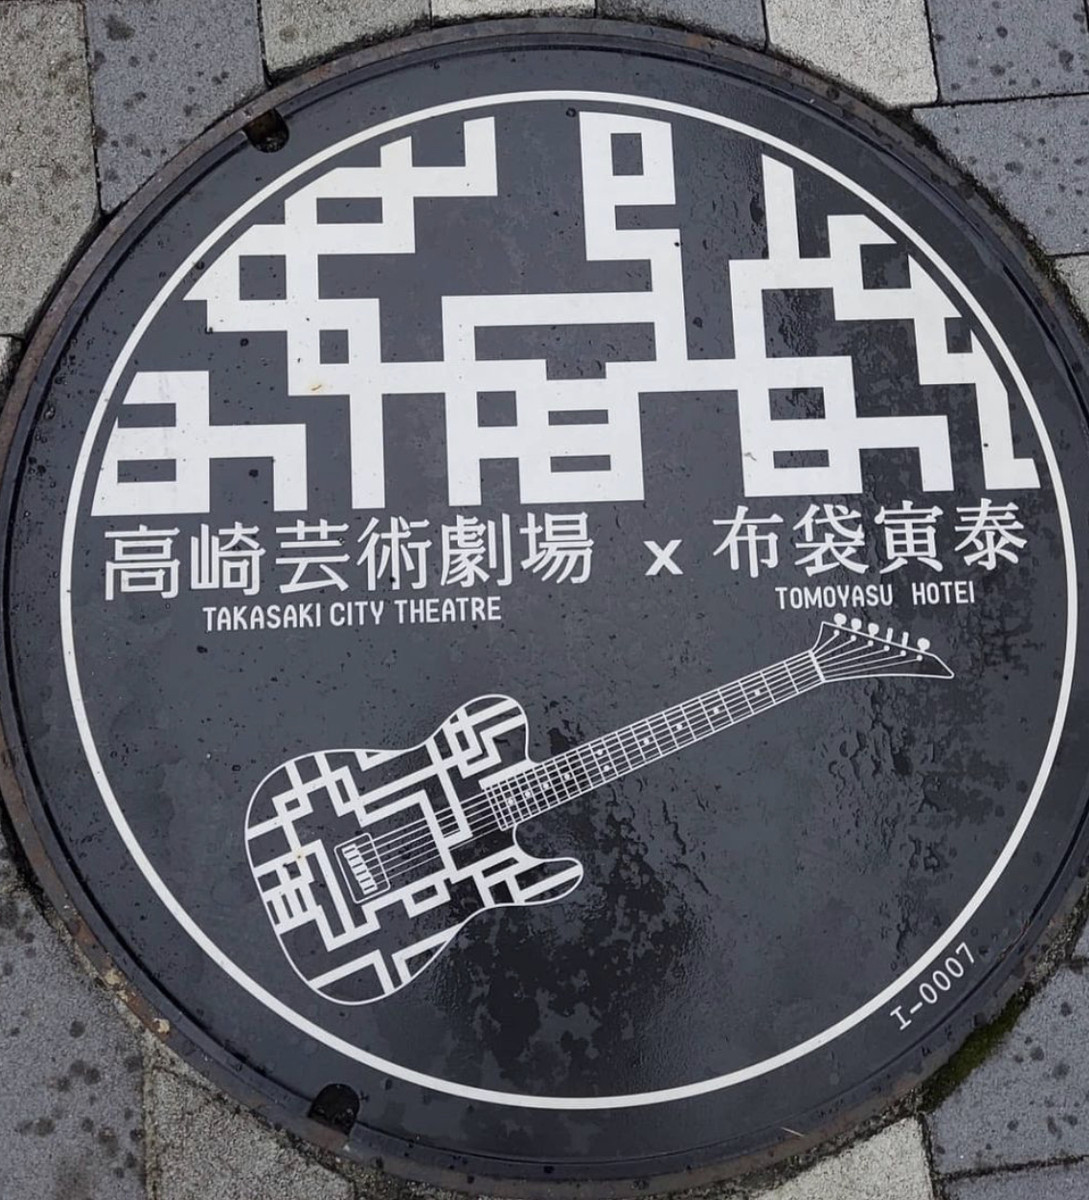 高崎芸術劇場 x 布袋寅泰
TAKASAKI CITY THEATRE TOMOYASU HOTEI
I-0007